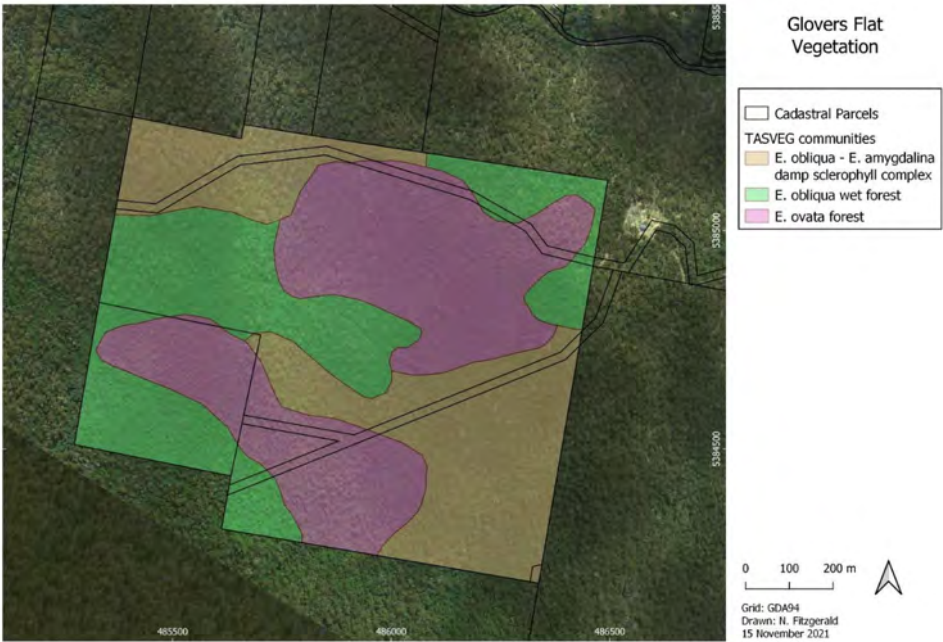 Glovers Flat
Vegetation
Cadastral Parcels
TASVEG communities
E. obliqua - E. amygdalina
damp sclerophyll complex
E. obliqua wet forest
E. ovata forest
5385000
5384500
485500
486000
486500
0 100 200 m
Grid: GDA94
Drawn: N. Fitzgerald
15 November 2021